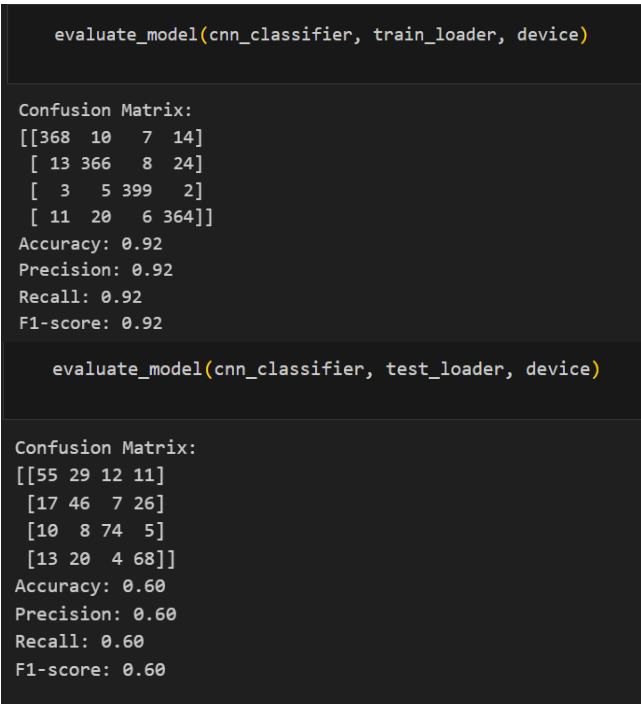 evaluate_model(cnn_classifier, train_loader, device)
Confusion Matrix:
[[368  10   7  14]
 [ 13 366   8  24]
 [  3   5 399   2]
 [ 11  20   6 364]]
Accuracy: 0.92
Precision: 0.92
Recall: 0.92
F1-score: 0.92
evaluate_model(cnn_classifier, test_loader, device)
Confusion Matrix:
[[55 29 12 11]
 [17 46  7 26]
 [10  8 74  5]
 [13 20  4 68]]
Accuracy: 0.60
Precision: 0.60
Recall: 0.60
F1-score: 0.60